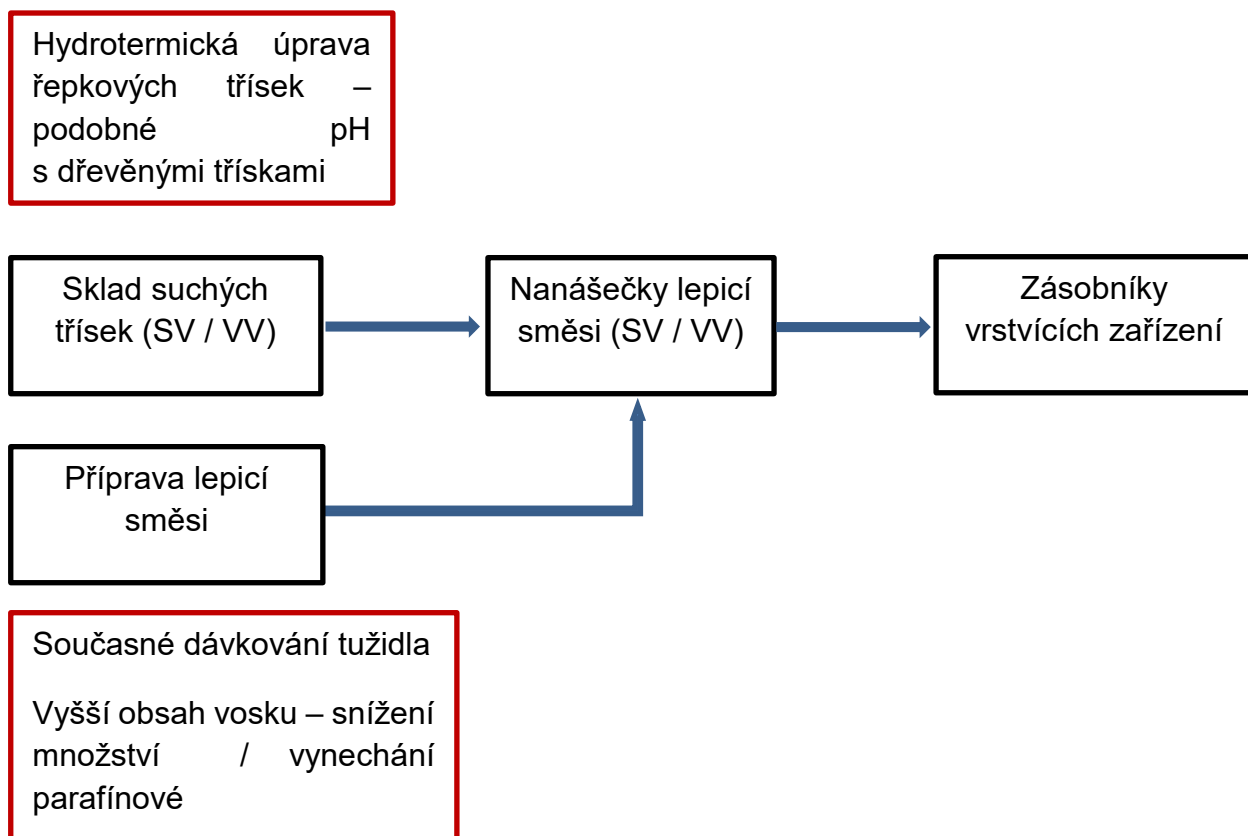 Hydrotermická úprava
řepkových třísek –
podobné pH
s dřevěnými třískami
Sklad suchých
třísek (SV / VV)
Nanášečky lepicí
směsi (SV / VV)
Zásobníky
vrstvících zařízení
Příprava lepicí
směsi
Současné dávkování tužidla
Vyšší obsah vosku – snížení
množství / vynechání
parafínové